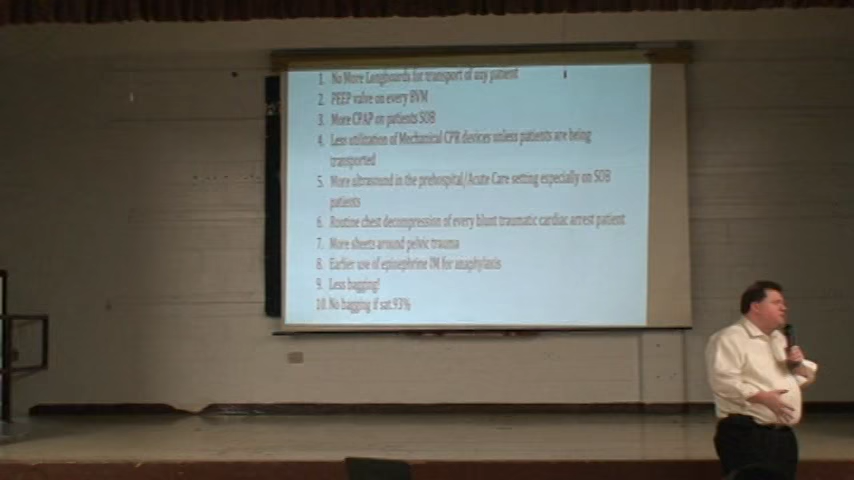 1. No More Longboards for transport of any patient
2. PEEP valve on every BVM
3. More CPAP on patients SOB
4. Less utilization of Mechanical CPR devices unless patients are being
transported
5. More ultrasound in the prehospital/Acute Care setting especially on SOB
patients
6. Routine chest decompression of every blunt traumatic cardiac arrest patient
7. More sheets around pelvic trauma
8. Earlier use of epinephrine IM for anaphylaxis
9. Less bagging!
10. No bagging if sat.93%